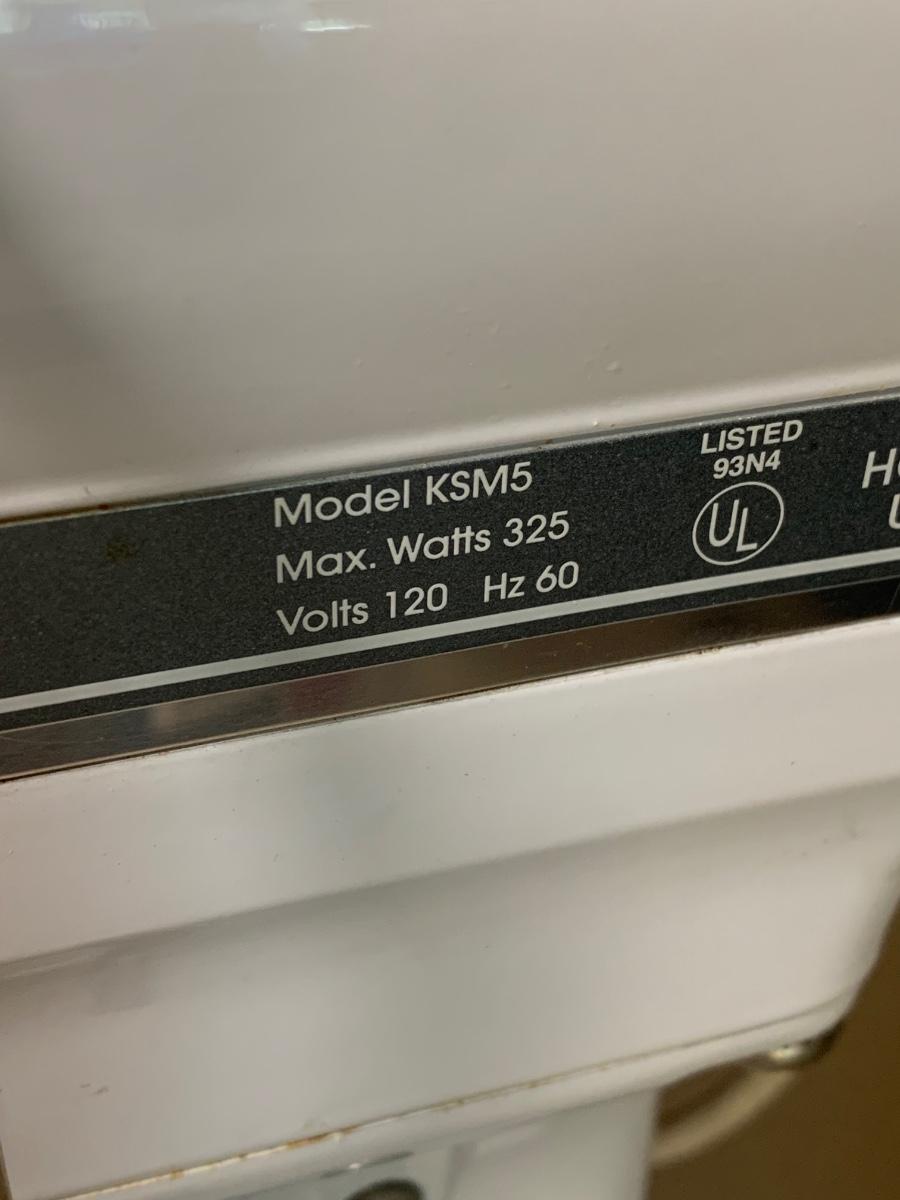 Model KSM5
Max. Watts 325
Volts 120 Hz 60
LISTED
93N4
UL